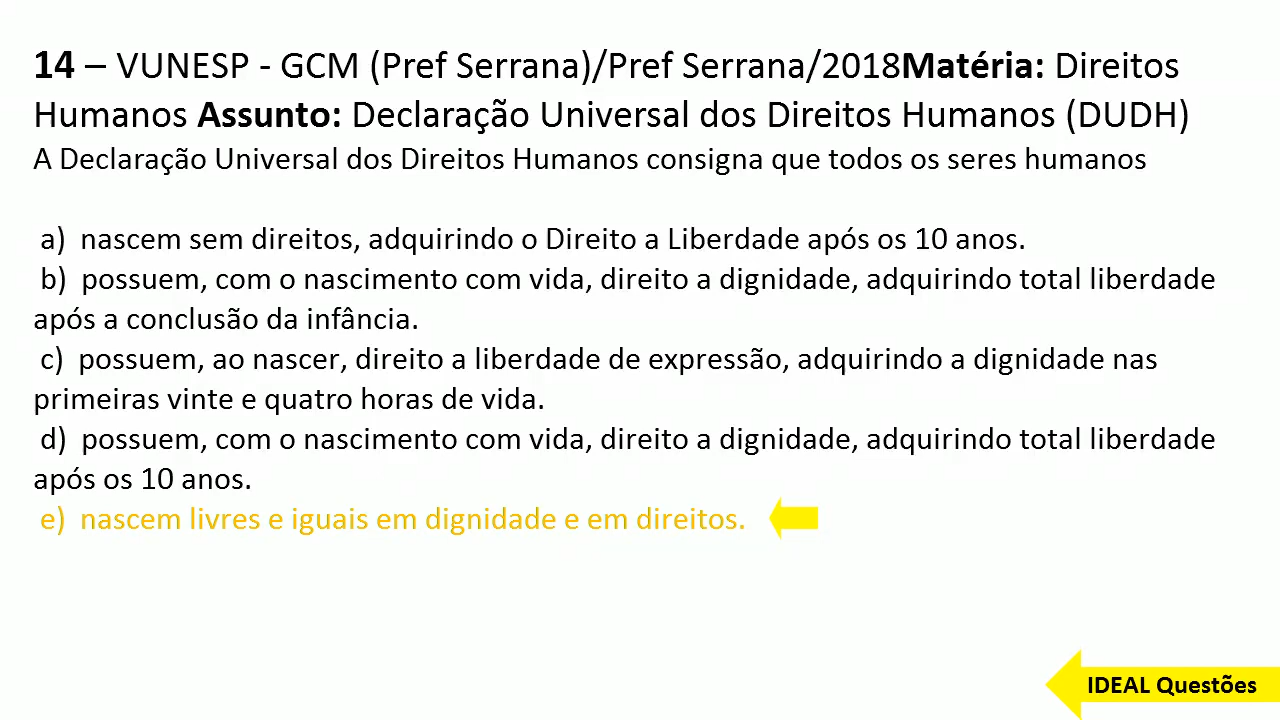 14 – VUNESP - GCM (Pref Serrana)/Pref Serrana/2018Matéria: Direitos
Humanos Assunto: Declaração Universal dos Direitos Humanos (DUDH)
A Declaração Universal dos Direitos Humanos consigna que todos os seres humanos
a) nascem sem direitos, adquirindo o Direito a Liberdade após os 10 anos.
b) possuem, com o nascimento com vida, direito a dignidade, adquirindo total liberdade
após a conclusão da infância.
c) possuem, ao nascer, direito a liberdade de expressão, adquirindo a dignidade nas
primeiras vinte e quatro horas de vida.
d) possuem, com o nascimento com vida, direito a dignidade, adquirindo total liberdade
após os 10 anos.
e) nascem livres e iguais em dignidade e em direitos.
IDEAL Questões